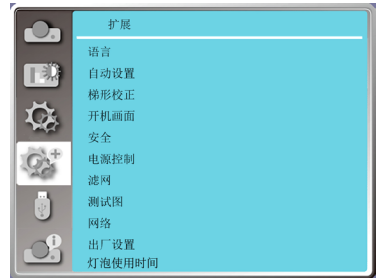 扩展
语言
自动设置
梯形校正
开机画面
安全
电源控制
滤网
测试图
网络
出厂设置
灯泡使用时间